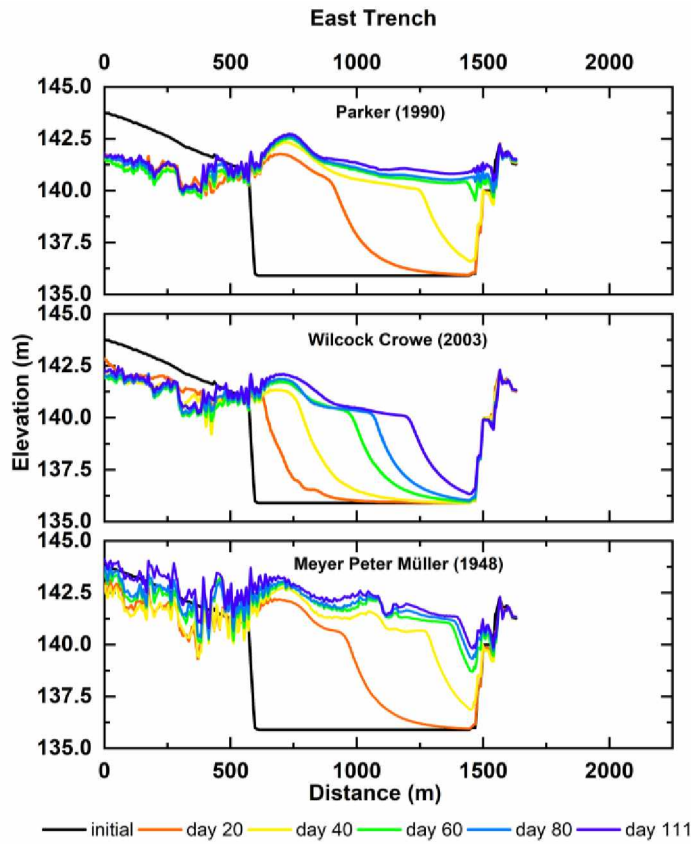 East Trench
0 500 1000 1500 2000
145.0
142.5
140.0
137.5
135.0
Parker (1990)
145.0
142.5
140.0
137.5
135.0
Wilcock Crowe (2003)
Elevation (m)
145.0
142.5
140.0
137.5
135.0
Meyer Peter Müller (1948)
0 500 1000 1500 2000
Distance (m)
initial day 20 day 40 day 60 day 80 day 111